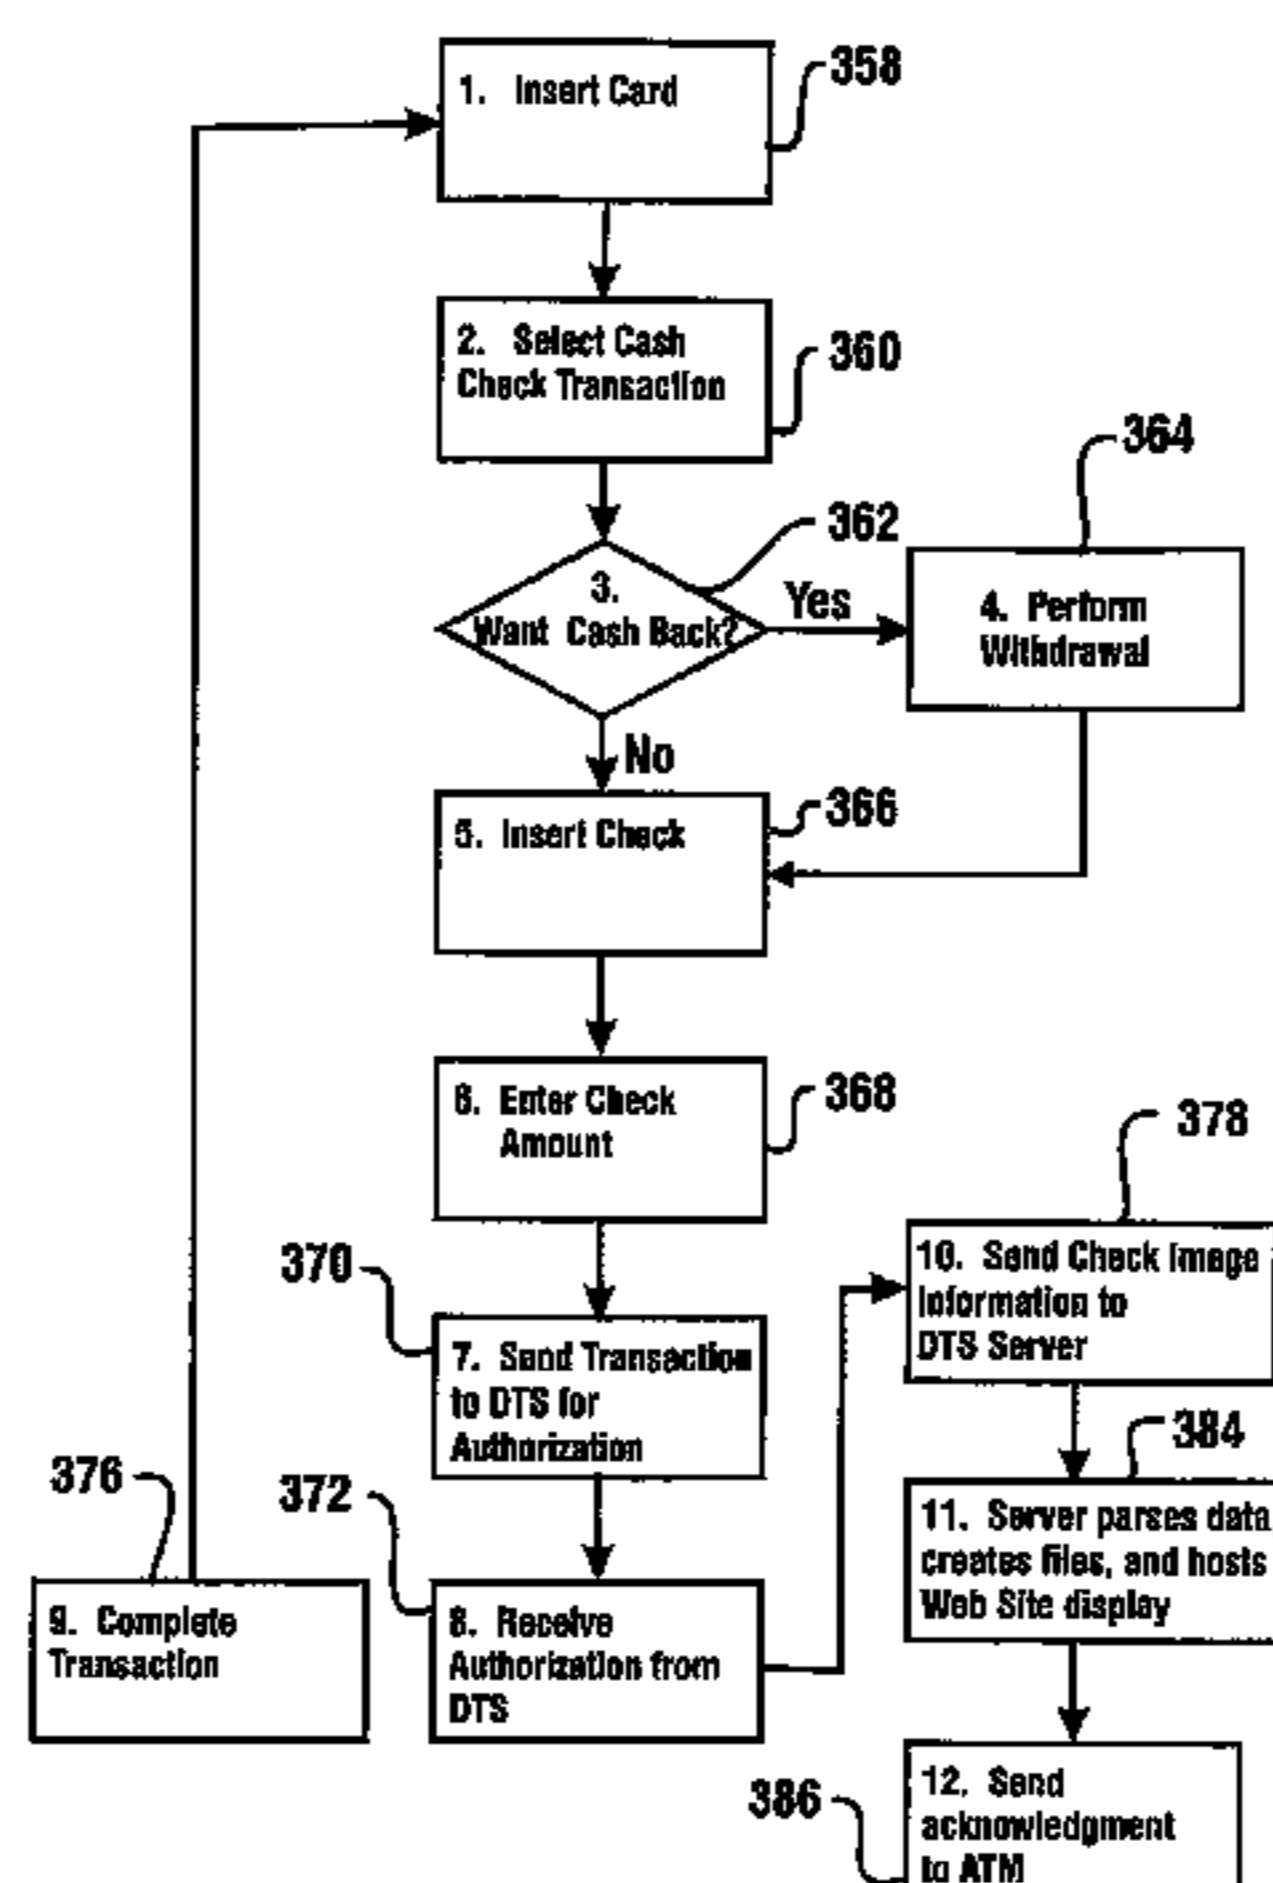 358
1. Insert Card
360
2. Select Cash
Check Transaction
364
362
3.
Want Cash Back?
Yes
4. Perform
Withdrawal
No
366
5. Insert Check
368
6. Enter Check
Amount
378
370
7. Send Transaction
to DTS for
Authorization
10. Send Check Image
Information to
DTS Server
384
376
372
9. Complete
Transaction
8. Receive
Authorization from
DTS
11. Server parses data
creates files, and hosts
Web Site display
386
12. Send
acknowledgment
to ATM